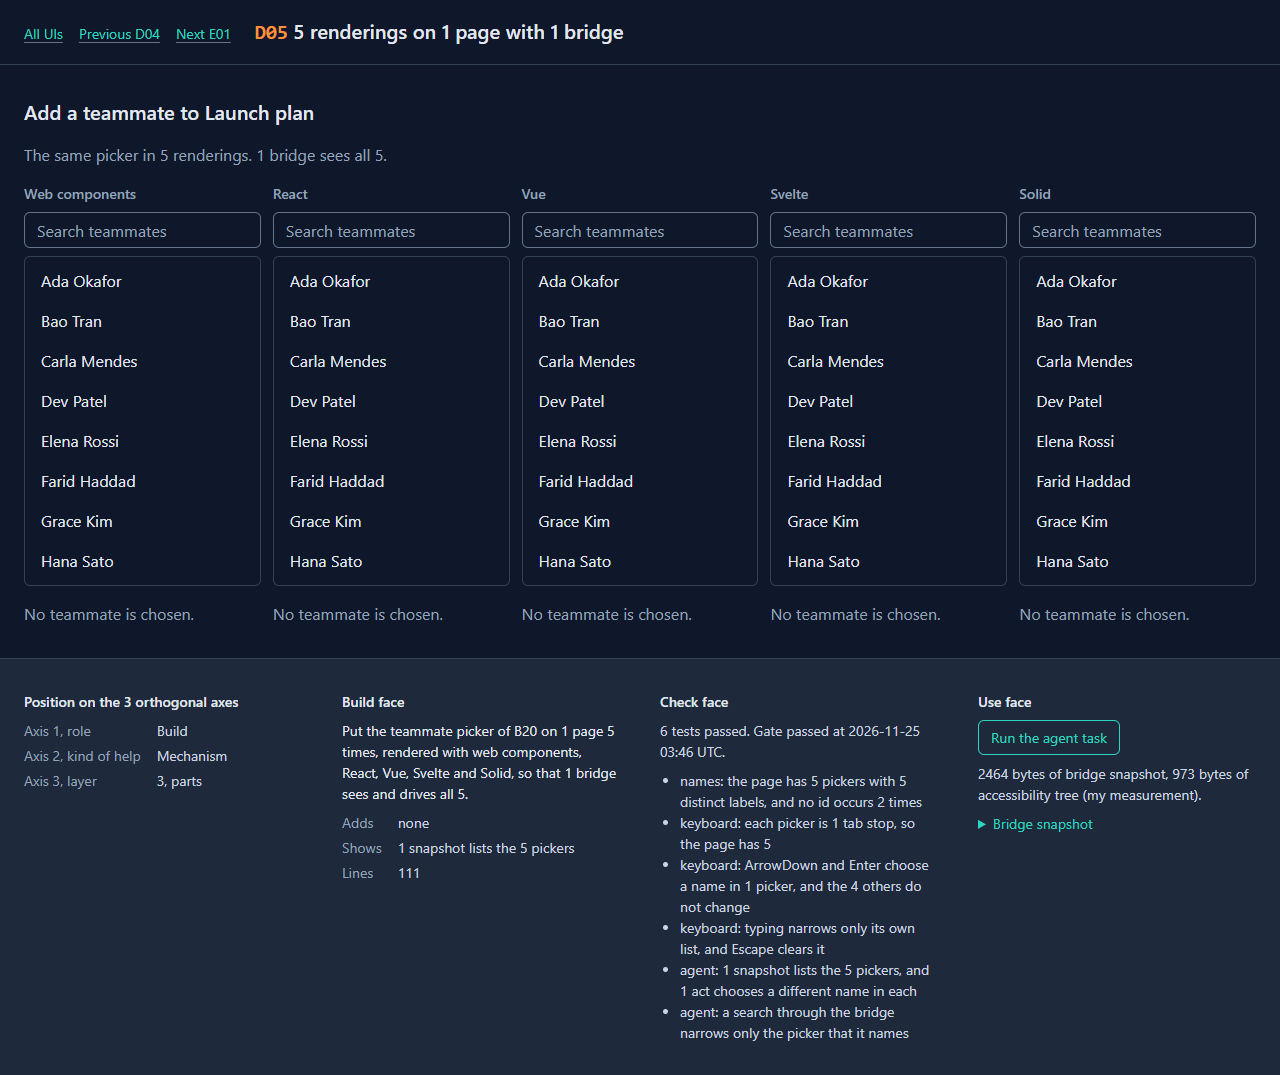 All UIs Previous D04 Next E01 D05 5 renderings on 1 page with 1 bridge
Add a teammate to Launch plan
The same picker in 5 renderings. 1 bridge sees all 5.
Web components
Search teammates
Ada Okafor
Bao Tran
Carla Mendes
Dev Patel
Elena Rossi
Farid Haddad
Grace Kim
Hana Sato
No teammate is chosen.
React
Search teammates
Ada Okafor
Bao Tran
Carla Mendes
Dev Patel
Elena Rossi
Farid Haddad
Grace Kim
Hana Sato
No teammate is chosen.
Vue
Search teammates
Ada Okafor
Bao Tran
Carla Mendes
Dev Patel
Elena Rossi
Farid Haddad
Grace Kim
Hana Sato
No teammate is chosen.
Svelte
Search teammates
Ada Okafor
Bao Tran
Carla Mendes
Dev Patel
Elena Rossi
Farid Haddad
Grace Kim
Hana Sato
No teammate is chosen.
Solid
Search teammates
Ada Okafor
Bao Tran
Carla Mendes
Dev Patel
Elena Rossi
Farid Haddad
Grace Kim
Hana Sato
No teammate is chosen.
Position on the 3 orthogonal axes
Axis 1, role Build
Axis 2, kind of help Mechanism
Axis 3, layer 3, parts
Build face
Put the teammate picker of B20 on 1 page 5
times, rendered with web components,
React, Vue, Svelte and Solid, so that 1 bridge
sees and drives all 5.
Adds none
Shows 1 snapshot lists the 5 pickers
Lines 111
Check face
6 tests passed. Gate passed at 2026-11-25
03:46 UTC.
• names: the page has 5 pickers with 5
distinct labels, and no id occurs 2 times
• keyboard: each picker is 1 tab stop, so
the page has 5
• keyboard: ArrowDown and Enter choose
a name in 1 picker, and the 4 others do
not change
• keyboard: typing narrows only its own
list, and Escape clears it
• agent: 1 snapshot lists the 5 pickers, and
1 act chooses a different name in each
• agent: a search through the bridge
narrows only the picker that it names
Use face
Run the agent task
2464 bytes of bridge snapshot, 973 bytes of
accessibility tree (my measurement).
▶ Bridge snapshot